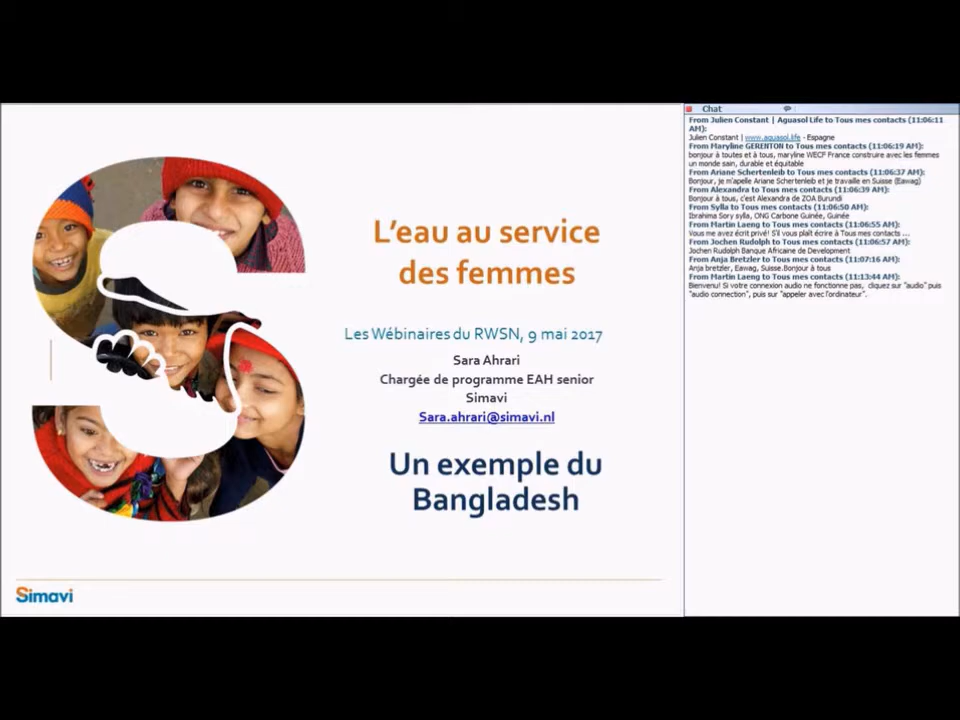 L'eau au service
des femmes
Les Wébinaires du RWSN, 9 mai 2017
Sara Ahrari
Chargée de programme EAH senior
Simavi
Sara.ahrari@simavi.nl
Un exemple du
Bangladesh
Simavi
Chat
From Julien Constant | Aguasol Life to Tous mes contacts (11:06:11
AM):
Julien Constant | www.aquasol.life - Espagne
From Maryline GERENTON to Tous mes contacts (11:06:19 AM):
bonjour à toutes et à tous, maryline WECF France construire avec les femmes
un monde sain, durable et équitable
From Ariane Schertenleib to Tous mes contacts (11:06:37 AM):
Bonjour, je m'apelle Ariane Schertenleib et je travaille en Suisse (Eawag)
From Alexandra to Tous mes contacts (11:06:39 AM):
Bonjour à tous, c'est Alexandra de ZOA Burundi
From Sylla to Tous mes contacts (11:06:50 AM):
Ibrahima Sory sylla, ONG Carbone Guinée, Guinée
From Martin Laeng to Tous mes contacts (11:06:55 AM):
Vous me avez écrit privé! S'il vous plaît écrire à Tous mes contacts ...
From Jochen Rudolph to Tous mes contacts (11:06:57 AM):
Jochen Rudolph Banque Africaine de Development
From Anja Bretzler to Tous mes contacts (11:07:16 AM):
Anja bretzler, Eawag, Suisse.Bonjour à tous
From Martin Laeng to Tous mes contacts (11:13:44 AM):
Bienvenu! Si votre connexion audio ne fonctionne pas, cliquez sur "audio" puis
"audio connection", puis sur "appeler avec l'ordinateur".